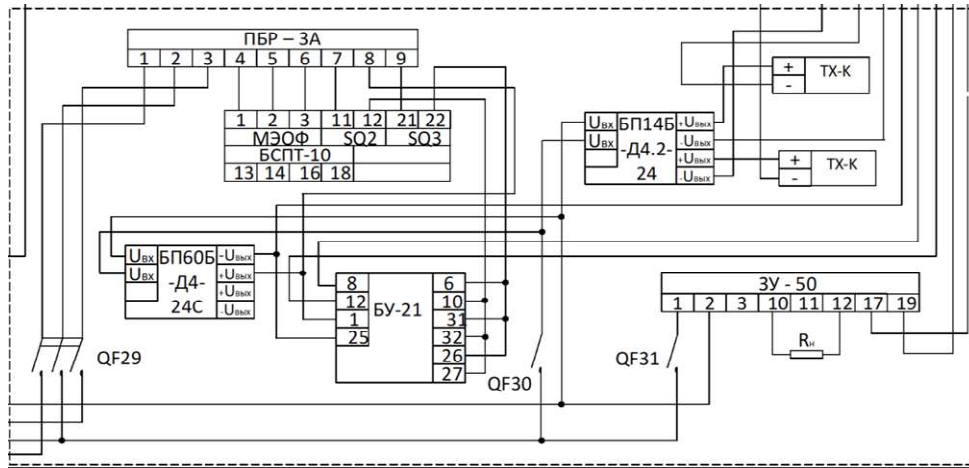 ПБР – 3А
1 2 3 4 5 6 7 8 9
+ ТХ-К
-
1 2 3 11 12 21 22
МЭОФ SQ2 SQ3
БСПТ-10
13 14 16 18
Uвх БП14Б +Uвых
Uвх -Д4.2- -Uвых
24 +Uвых
-Uвых
+ ТХ-К
-
Uвх БП60Б -Uвых
Uвх -Д4- +Uвых
24С +Uвых
-Uвых
8 БУ-21 6
12 10
1 31
25 32
26
27
ЗУ - 50
1 2 3 10 11 12 17 19
Rн
QF29
QF30
QF31